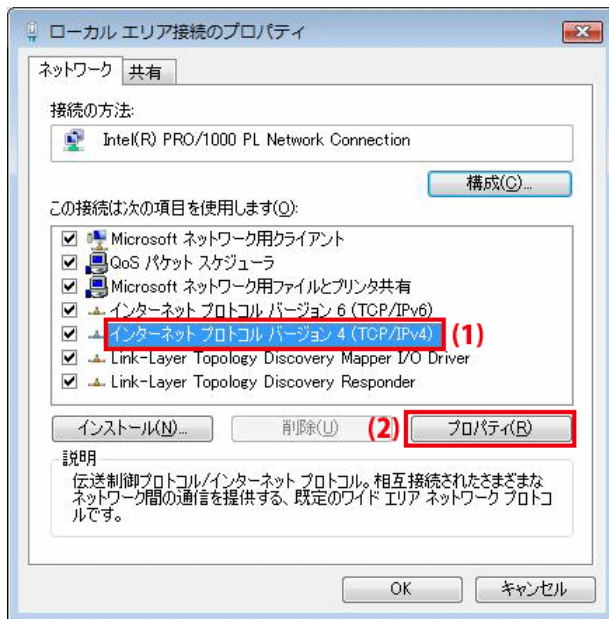 ローカル エリア接続のプロパティ
ネットワーク 共有
接続の方法:
Intel(R) PRO/1000 PL Network Connection
構成(C)...
この接続は次の項目を使用します(O):
Microsoft ネットワーク用クライアント
QoS パケット スケジューラ
Microsoft ネットワーク用ファイルとプリンタ共有
インターネット プロトコル バージョン 6 (TCP/IPv6)
インターネット プロトコル バージョン 4 (TCP/IPv4) (1)
Link-Layer Topology Discovery Mapper I/O Driver
Link-Layer Topology Discovery Responder
インストール(N)... 削除(U) (2) プロパティ(R)
説明
伝送制御プロトコル/インターネット プロトコル。相互接続されたさまざまな
ネットワーク間の通信を提供する、既定のワイド エリア ネットワーク プロトコ
ルです。
OK キャンセル